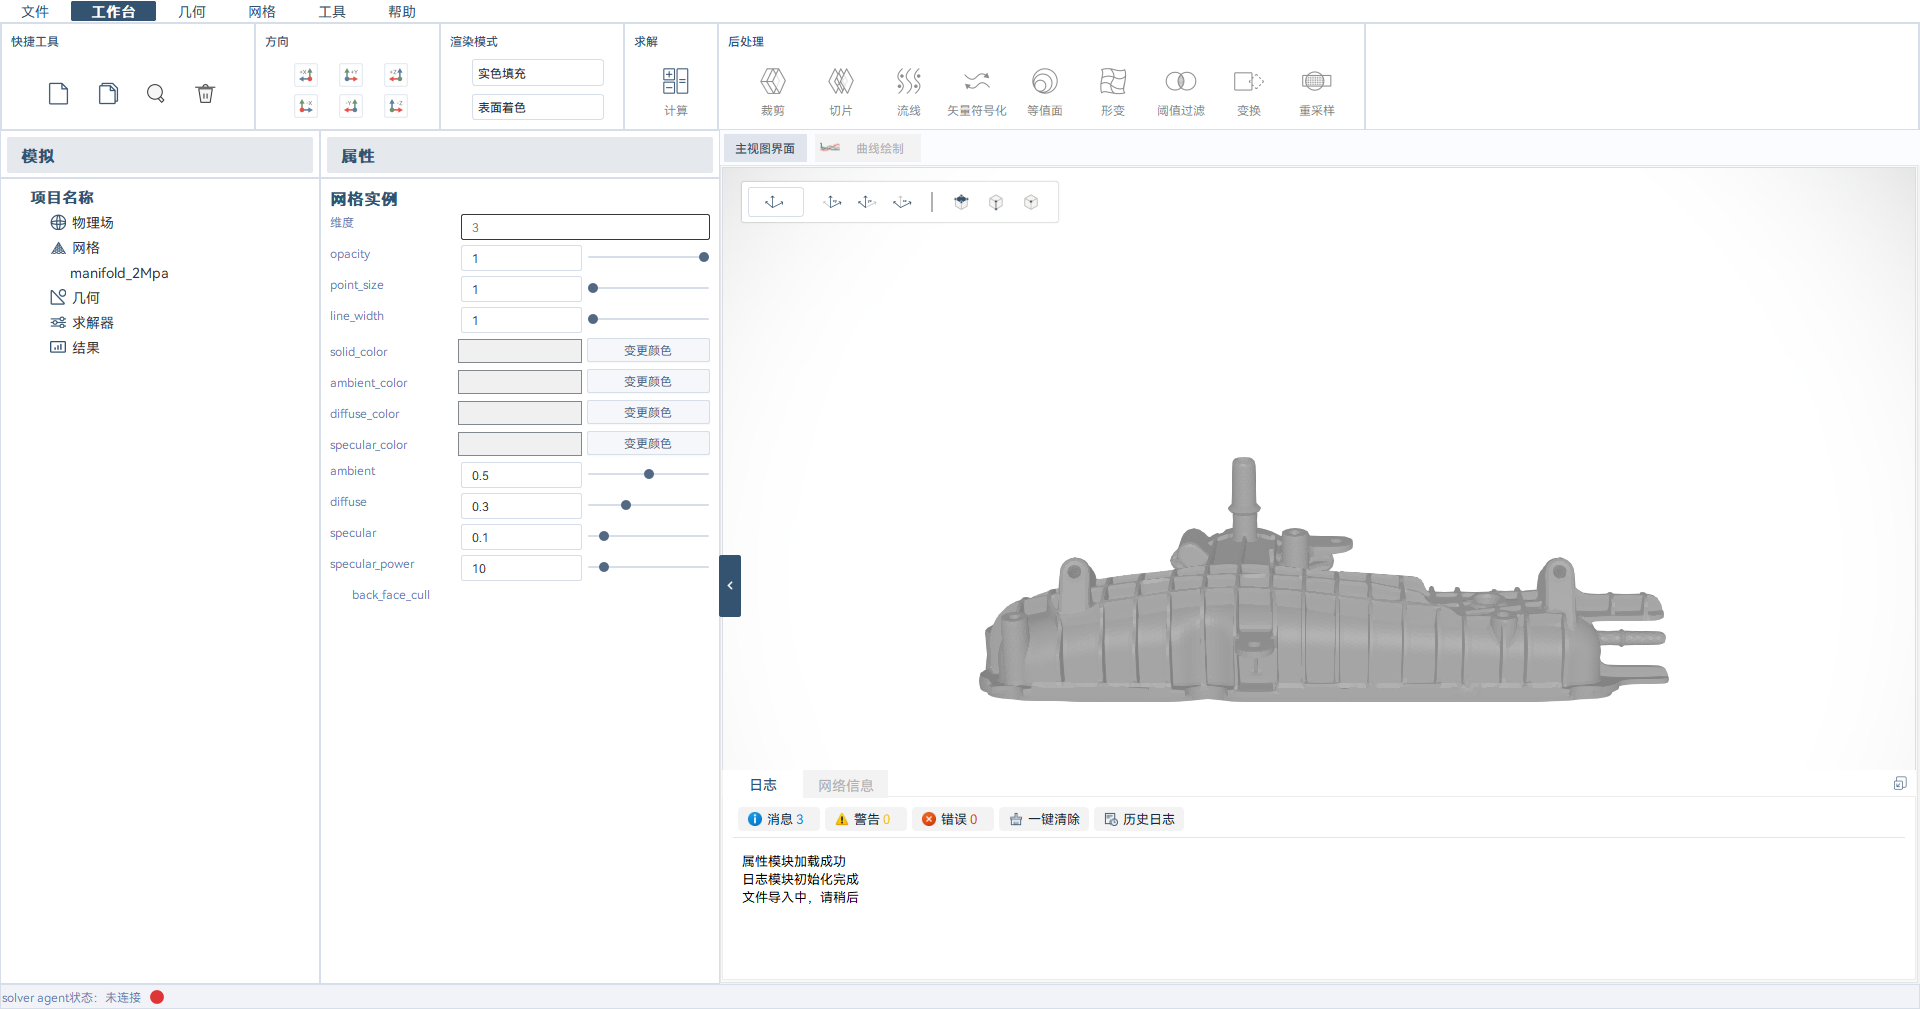 文件 工作台 几何 网格 工具 帮助
快捷工具 方向 渲染模式 求解 后处理
实色填充
表面着色
计算 裁剪 切片 流线 矢量符号化 等值面 形变 阈值过滤 变换 重采样
模拟
项目名称
物理场
网格
manifold_2Mpa
几何
求解器
结果
属性
网格实例
维度 3
opacity 1
point_size 1
line_width 1
solid_color 变更颜色
ambient_color 变更颜色
diffuse_color 变更颜色
specular_color 变更颜色
ambient 0.5
diffuse 0.3
specular 0.1
specular_power 10
back_face_cull
主视图界面 曲线绘制
日志 网络信息
消息 3 警告 0 错误 0 一键清除 历史日志
属性模块加载成功
日志模块初始化完成
文件导入中，请稍后
solver agent状态： 未连接